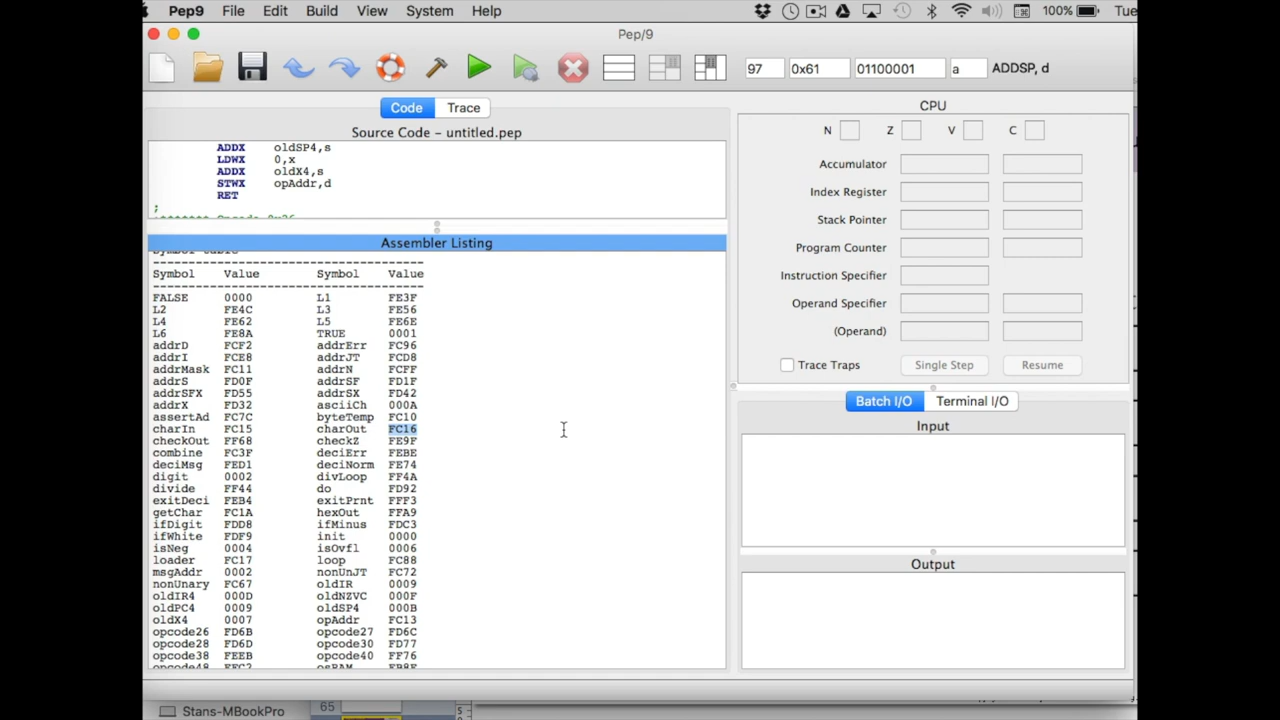 Pep9 File Edit Build View System Help 100% Tue
Pep/9
97 0x61 01100001 a ADDSP, d
Code Trace
Source Code – untitled.pep
ADDX oldSP4,s
LDWX 0,x
ADDX oldX4,s
STWX opAddr,d
RET
;
;******* Opcode 0x26
Assembler Listing
Symbol table
--------------------------------------
Symbol Value Symbol Value
--------------------------------------
FALSE 0000 L1 FE3F
L2 FE4C L3 FE56
L4 FE62 L5 FE6E
L6 FE8A TRUE 0001
addrD FCF2 addrErr FC96
addrI FCE8 addrJT FCD8
addrMask FC11 addrN FCFF
addrS FD0F addrSF FD1F
addrSFX FD55 addrSX FD42
addrX FD32 asciiCh 000A
assertAd FC7C byteTemp FC10
charIn FC15 charOut FC16
checkOut FF68 checkZ FE9F
combine FC3F deciErr FEBE
deciMsg FED1 deciNorm FE74
digit 0002 divLoop FF4A
divide FF44 do FD92
exitDeci FEB4 exitPrnt FFF3
getChar FC1A hexOut FFA9
ifDigit FDD8 ifMinus FDC3
ifWhite FDF9 init 0000
isNeg 0004 isOvfl 0006
loader FC17 loop FC88
msgAddr 0002 nonUnJT FC72
nonUnary FC67 oldIR 0009
oldIR4 000D oldNZVC 000F
oldPC4 0009 oldSP4 000B
oldX4 0007 opAddr FC13
opcode26 FD6B opcode27 FD6C
opcode28 FD6D opcode30 FD77
opcode38 FEEB opcode40 FF76
opcode48 FFC2 osRAM FB8F
CPU
N Z V C
Accumulator
Index Register
Stack Pointer
Program Counter
Instruction Specifier
Operand Specifier
(Operand)
Trace Traps Single Step Resume
Batch I/O Terminal I/O
Input
Output
Stans-MBookPro 65